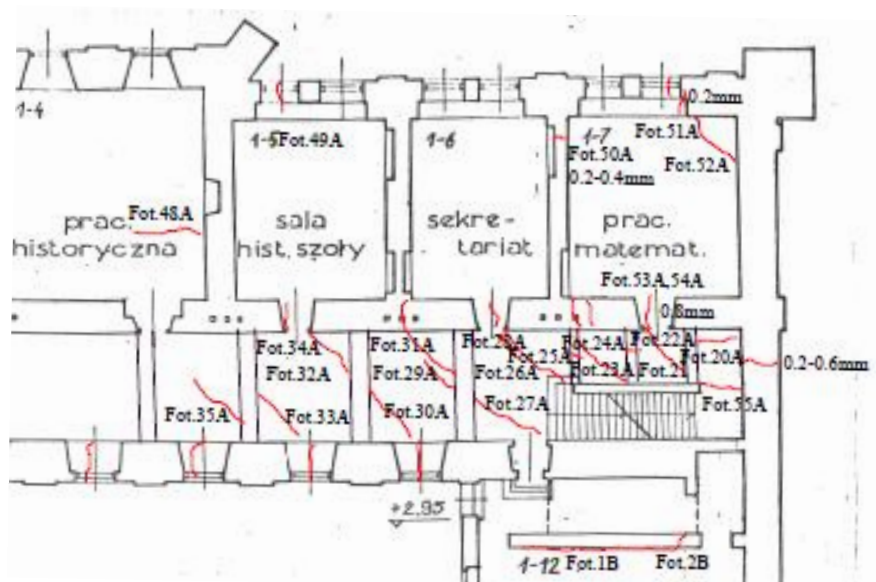 0.2mm
1-4
1-5 Fot.49A
1-6
1-7
Fot.51A
Fot.50A
Fot.52A
0.2-0.4mm
Fot.48A
prac.
historyczna
sala
hist. szoły
sekre-
tariat
prac.
matemat.
Fot.53A,54A
0.8mm
Fot.34A
Fot.31A
Fot.24A
Fot.22A
Fot.25A
Fot.20A
0.2-0.6mm
Fot.32A
Fot.29A
Fot.26A
Fot.23A
Fot.21
Fot.35A
Fot.33A
Fot.30A
Fot.27A
Fot.55A
+2,95
1-12 Fot.1B
Fot.2B